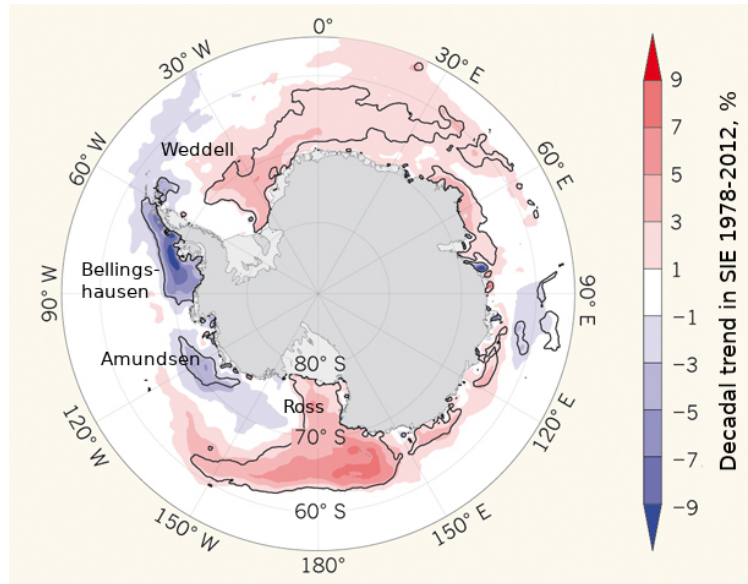 0°
30° W
30° E
60° W
60° E
Weddell
Bellings-
hausen
90° W
90° E
Amundsen
80° S
Ross
70° S
120° W
120° E
60° S
150° W
150° E
180°
9
7
5
3
1
−1
−3
−5
−7
−9
Decadal trend in SIE 1978-2012, %